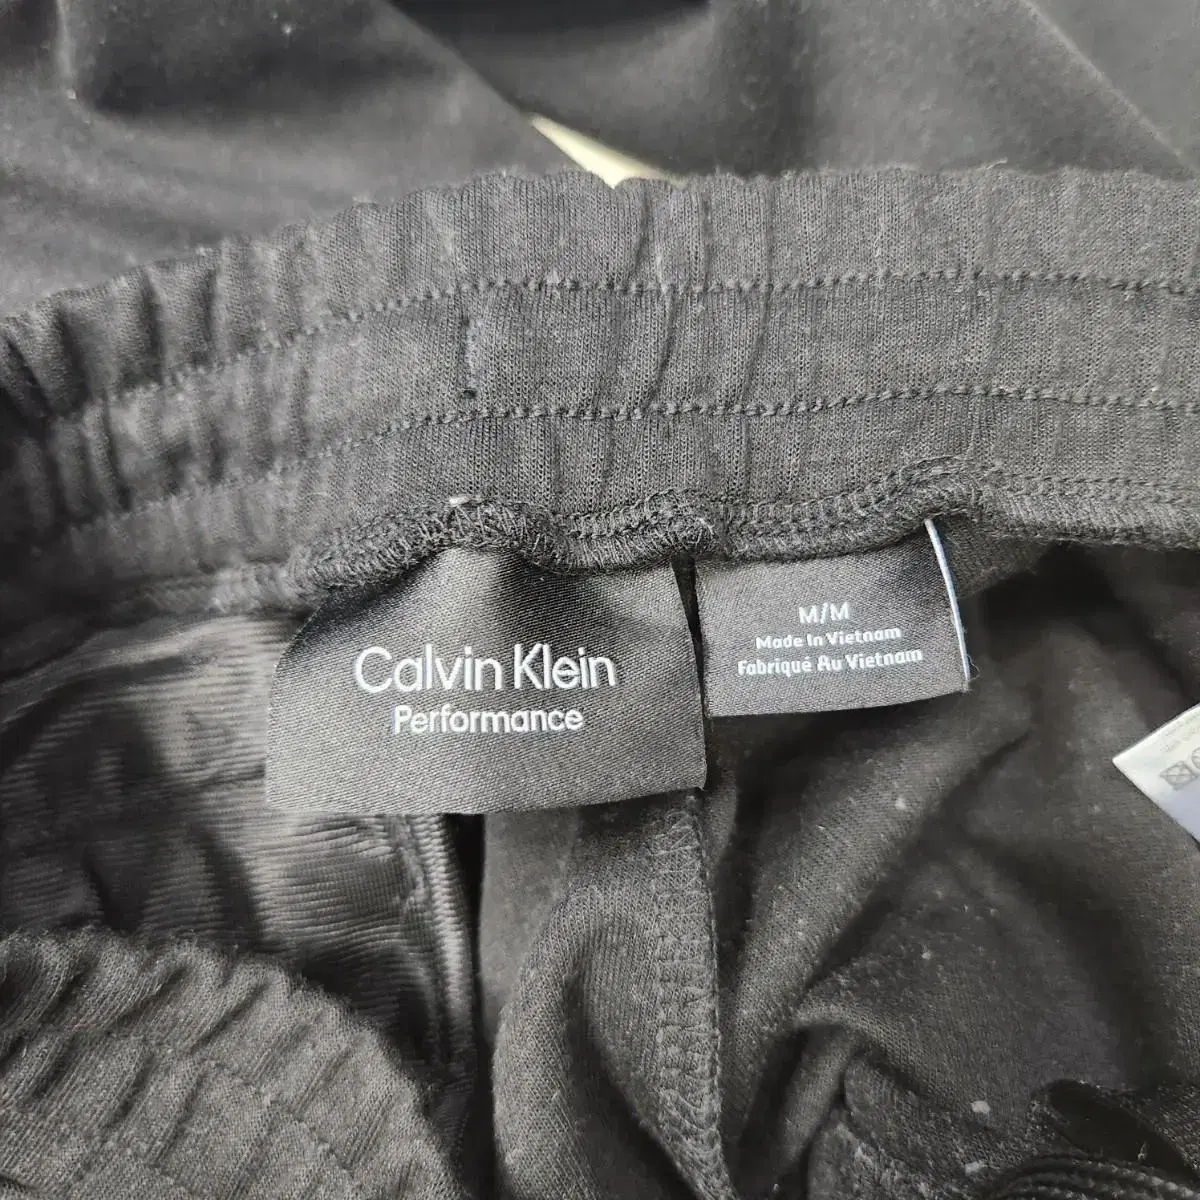 Calvin Klein
Performance
M/M
Made In Vietnam
Fabriqué Au Vietnam